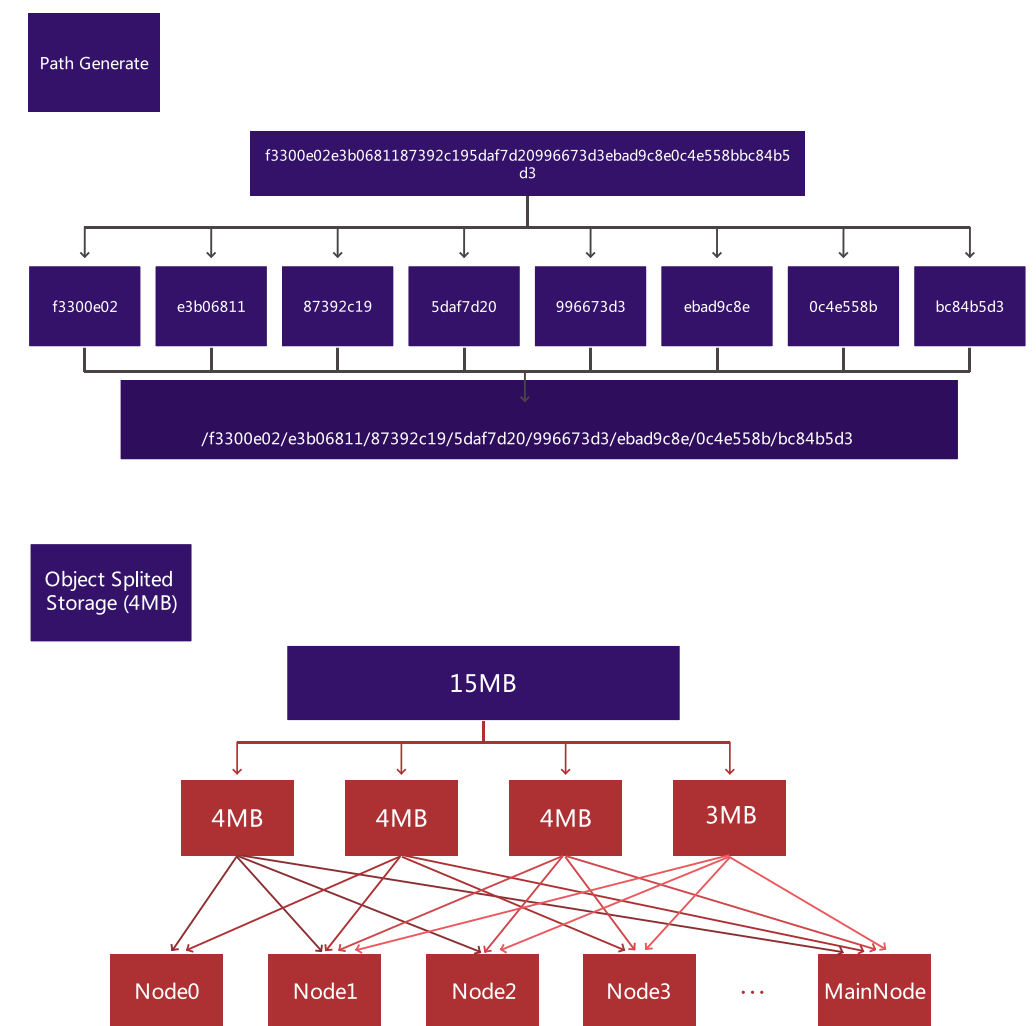 Path Generate
f3300e02e3b0681187392c195daf7d20996673d3ebad9c8e0c4e558bbc84b5
d3
f3300e02
e3b06811
87392c19
5daf7d20
996673d3
ebad9c8e
0c4e558b
bc84b5d3
/f3300e02/e3b06811/87392c19/5daf7d20/996673d3/ebad9c8e/0c4e558b/bc84b5d3
Object Splited
Storage (4MB)
15MB
4MB
4MB
4MB
3MB
Node0
Node1
Node2
Node3
...
MainNode